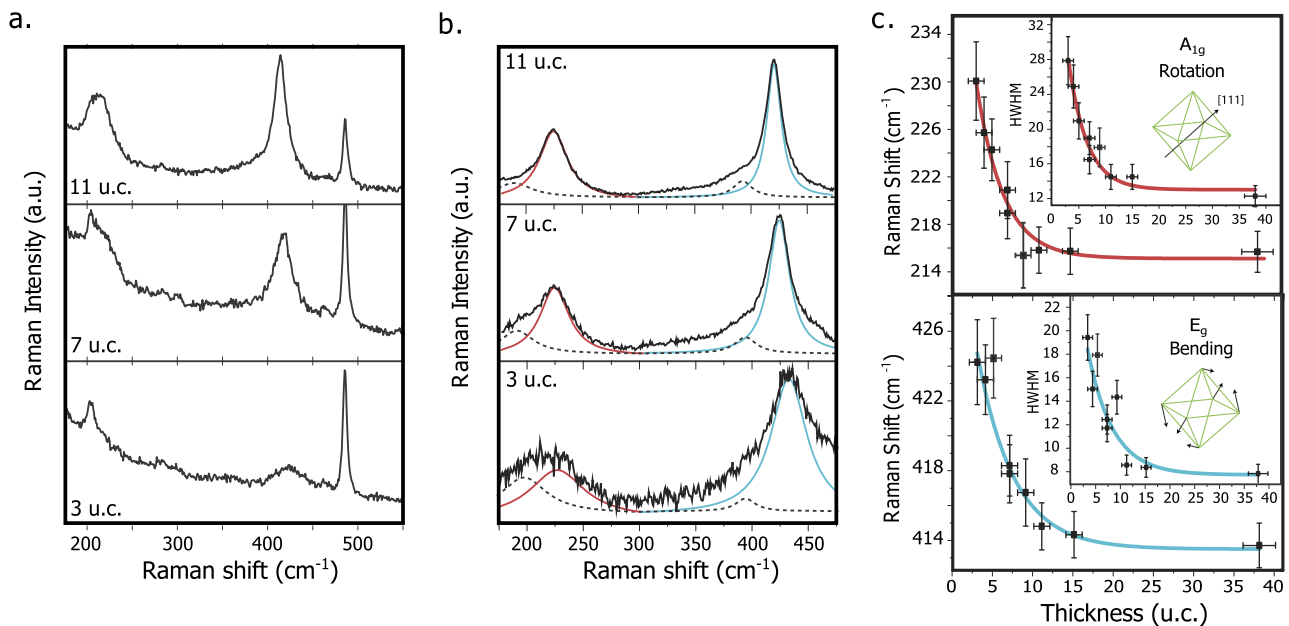 a.
11 u.c.
7 u.c.
3 u.c.
Raman Intensity (a.u.)
200 250 300 350 400 450 500
Raman shift (cm-1)
b.
11 u.c.
7 u.c.
3 u.c.
Raman Intensity (a.u.)
200 250 300 350 400 450
Raman shift (cm-1)
c.
234
230
226
222
218
214
Raman Shift (cm-1)
32
28
24
20
16
12
HWHM
0 5 10 15 20 25 30 35 40
A1g
Rotation
[111]
426
422
418
414
Raman Shift (cm-1)
22
20
18
16
14
12
10
8
HWHM
0 5 10 15 20 25 30 35 40
Eg
Bending
0 5 10 15 20 25 30 35 40
Thickness (u.c.)